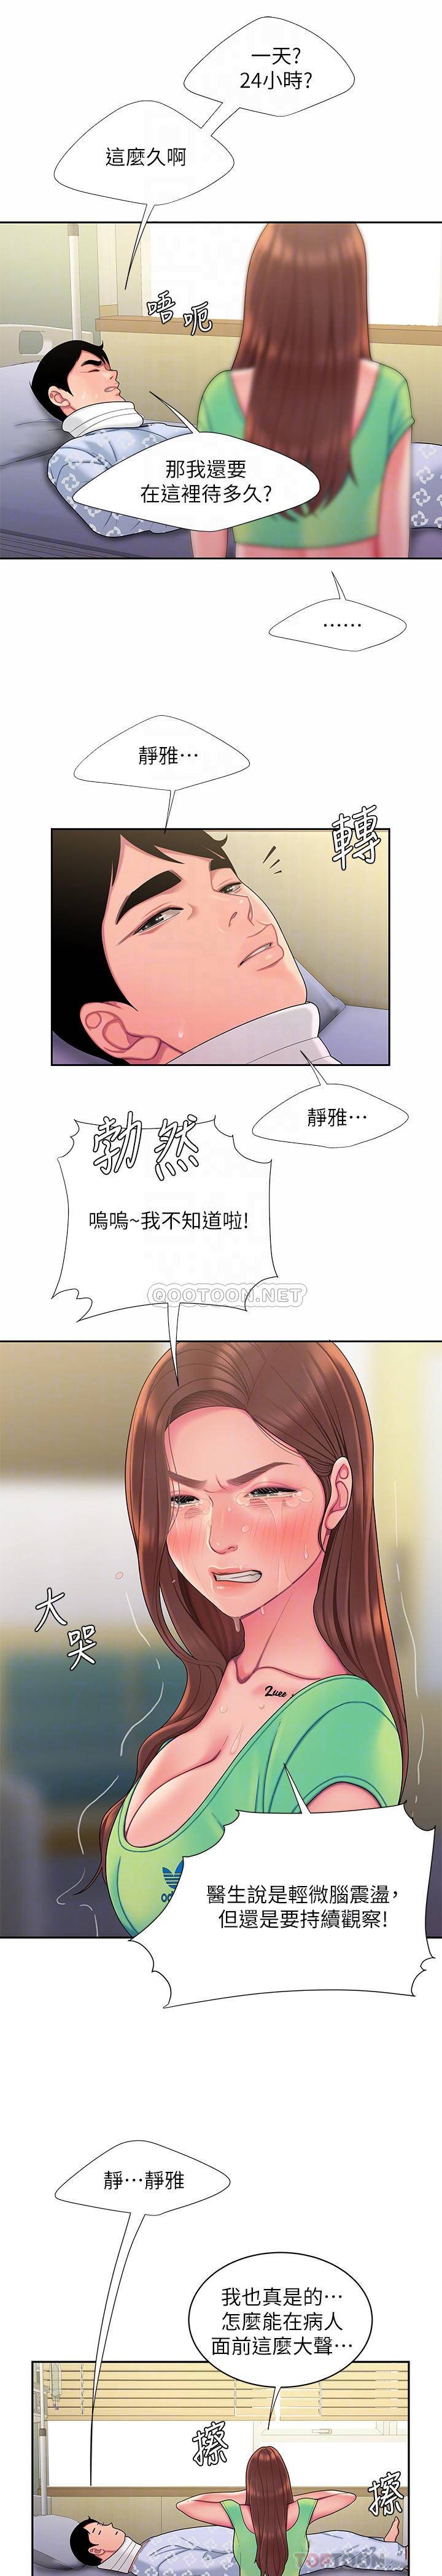 一天?
24小時?
這麼久啊
唔呃
那我還要
在這裡待多久?
……
靜雅…
轉
靜雅…
勃然
嗚嗚~我不知道啦!
QOOTOON.NET
大哭
2uee
adidas
醫生說是輕微腦震盪,
但還是要持續觀察!
靜…靜雅
我也真是的…
怎麼能在病人
面前這麼大聲…
擦
擦
TOPTOON